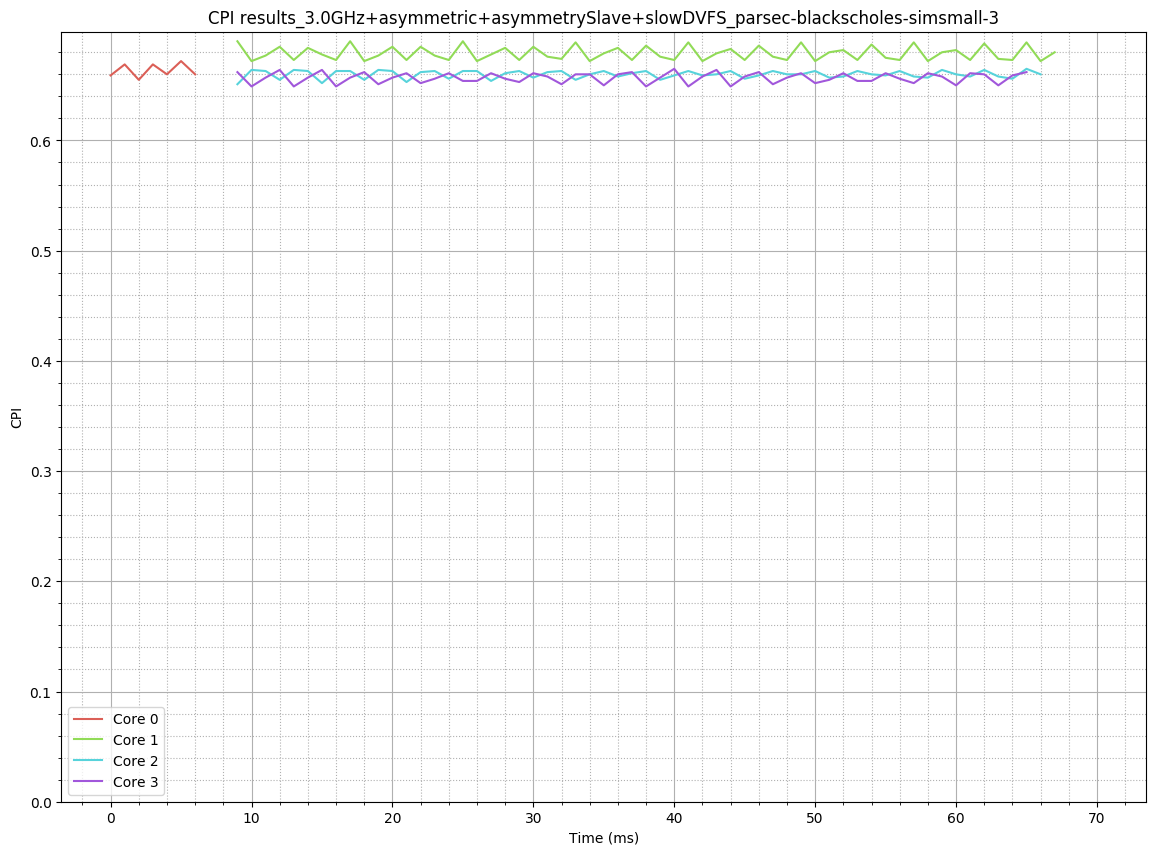 CPI results_3.0GHz+asymmetric+asymmetrySlave+slowDVFS_parsec-blackscholes-simsmall-3
CPI
0.6
0.5
0.4
0.3
0.2
0.1
0.0
Core 0
Core 1
Core 2
Core 3
0 10 20 30 40 50 60 70
Time (ms)